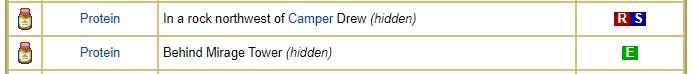 Protein In a rock northwest of Camper Drew (hidden) R S
Protein Behind Mirage Tower (hidden) E